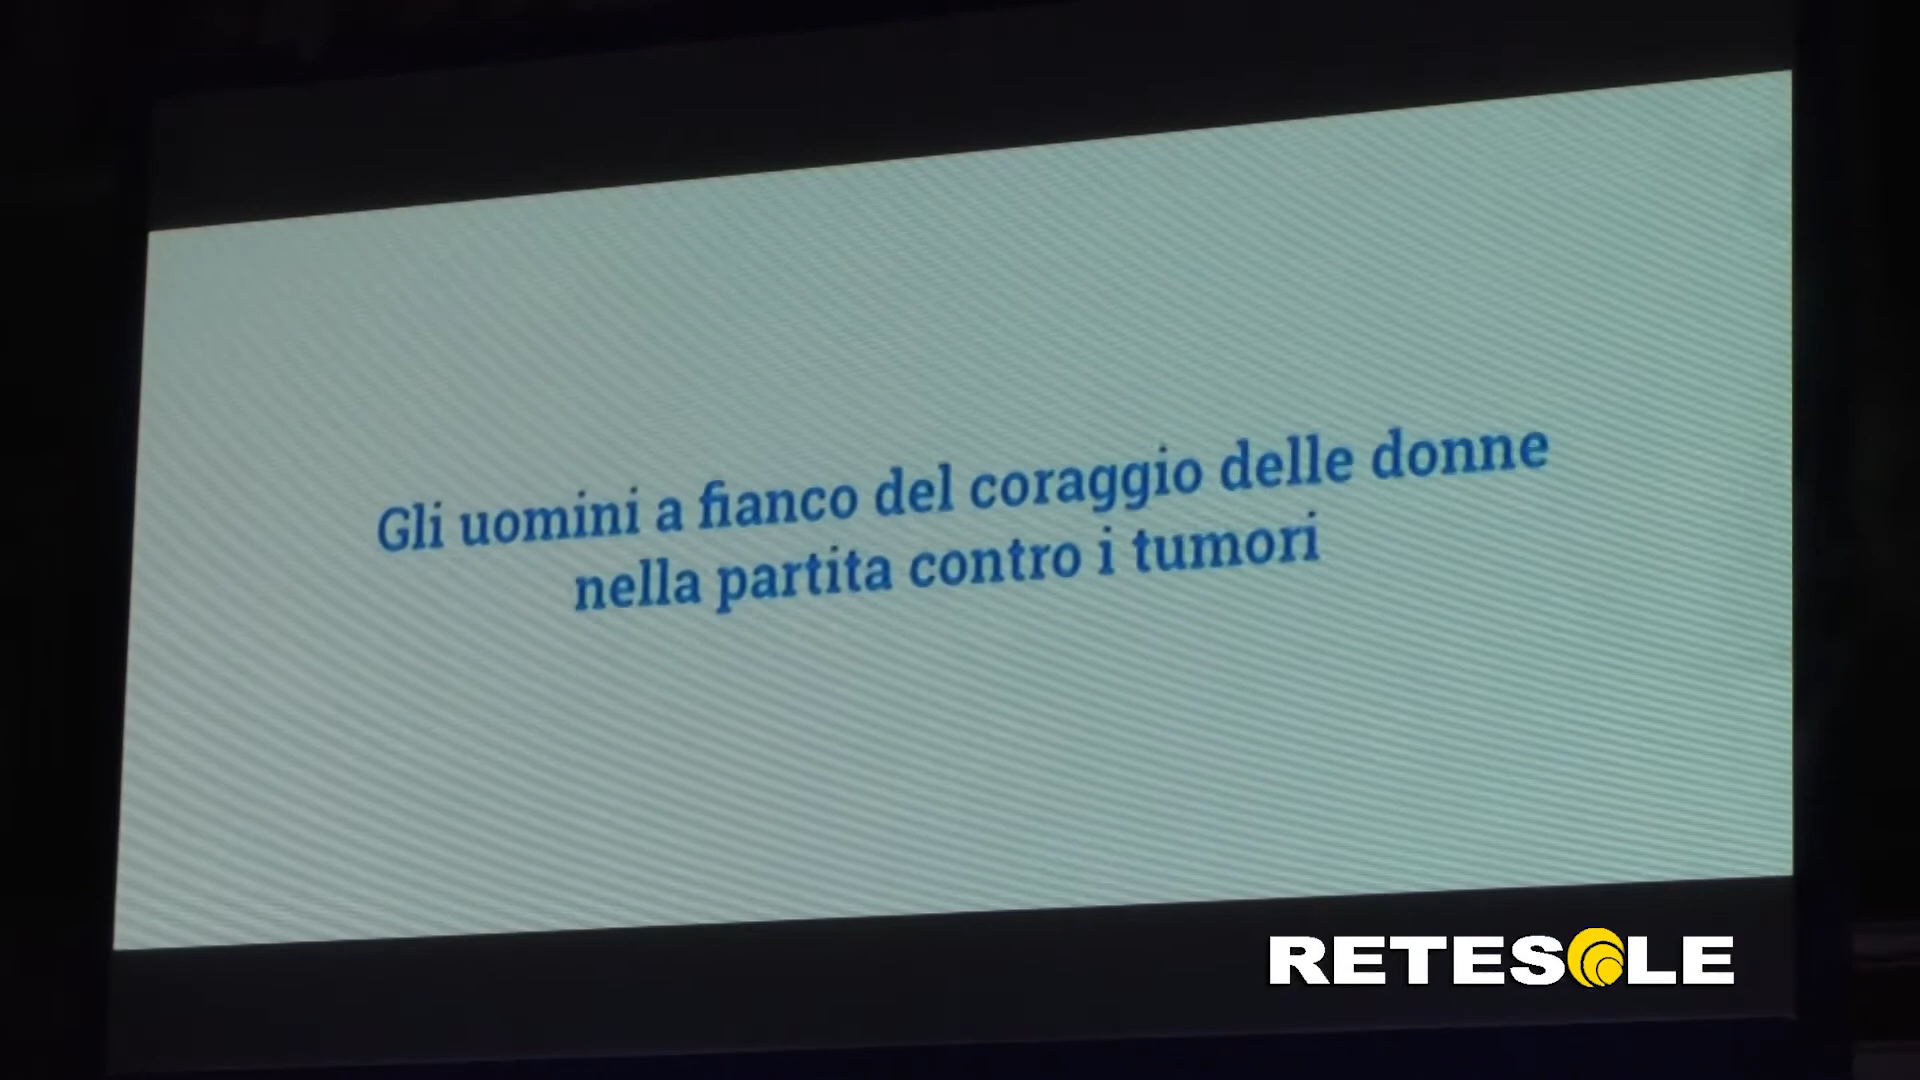 Gli uomini a fianco del coraggio delle donne
nella partita contro i tumori
RETESOLE